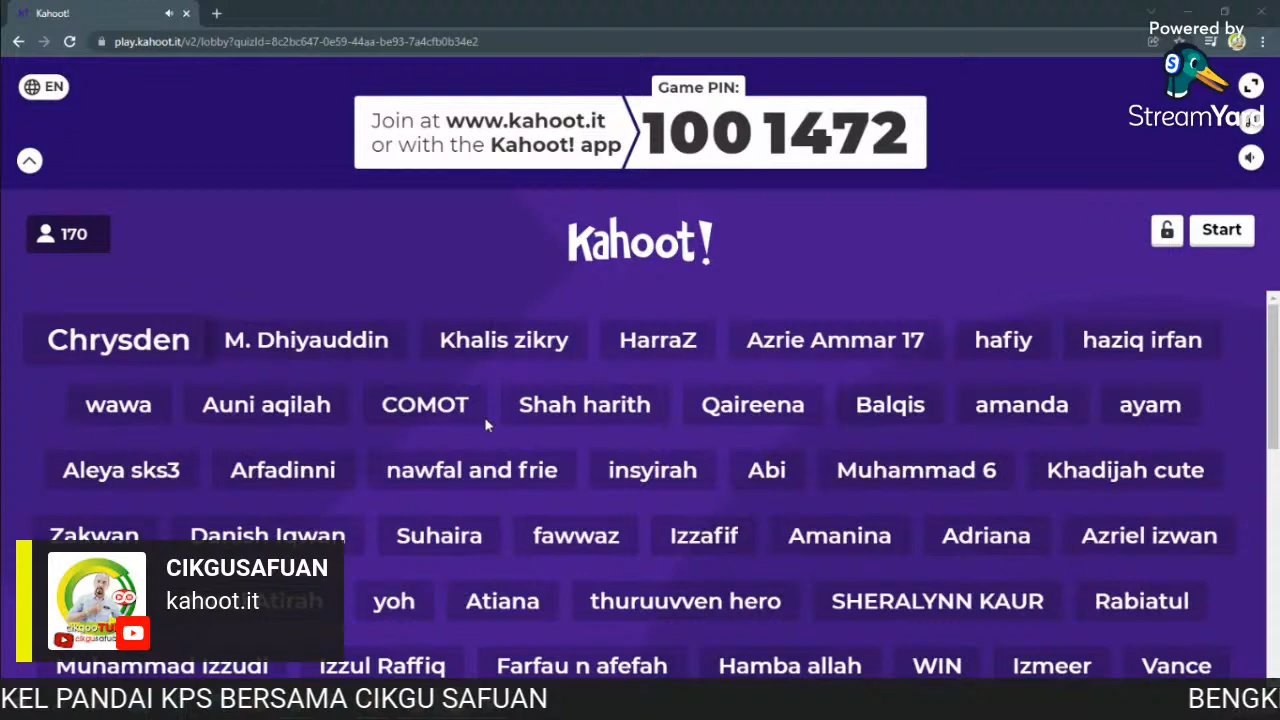 Kahoot!
play.kahoot.it/v2/lobby?quizId=8c2bc647-0e59-44aa-be93-7a4cfb0b34e2
Powered by
StreamYard
EN
Game PIN:
Join at www.kahoot.it
or with the Kahoot! app
100 1472
170
Kahoot!
Start
Chrysden M. Dhiyauddin Khalis zikry HarraZ Azrie Ammar 17 hafiy haziq irfan
wawa Auni aqilah COMOT Shah harith Qaireena Balqis amanda ayam
Aleya sks3 Arfadinni nawfal and frie insyirah Abi Muhammad 6 Khadijah cute
Zakwan Danish Iqwan Suhaira fawwaz Izzafif Amanina Adriana Azriel izwan
Atirah yoh Atiana thuruuvven hero SHERALYNN KAUR Rabiatul
Muhammad Izzudi Izzul Raffiq Farfau n afefah Hamba allah WIN Izmeer Vance
CIKGUSAFUAN
kahoot.it
KEL PANDAI KPS BERSAMA CIKGU SAFUAN BENGK